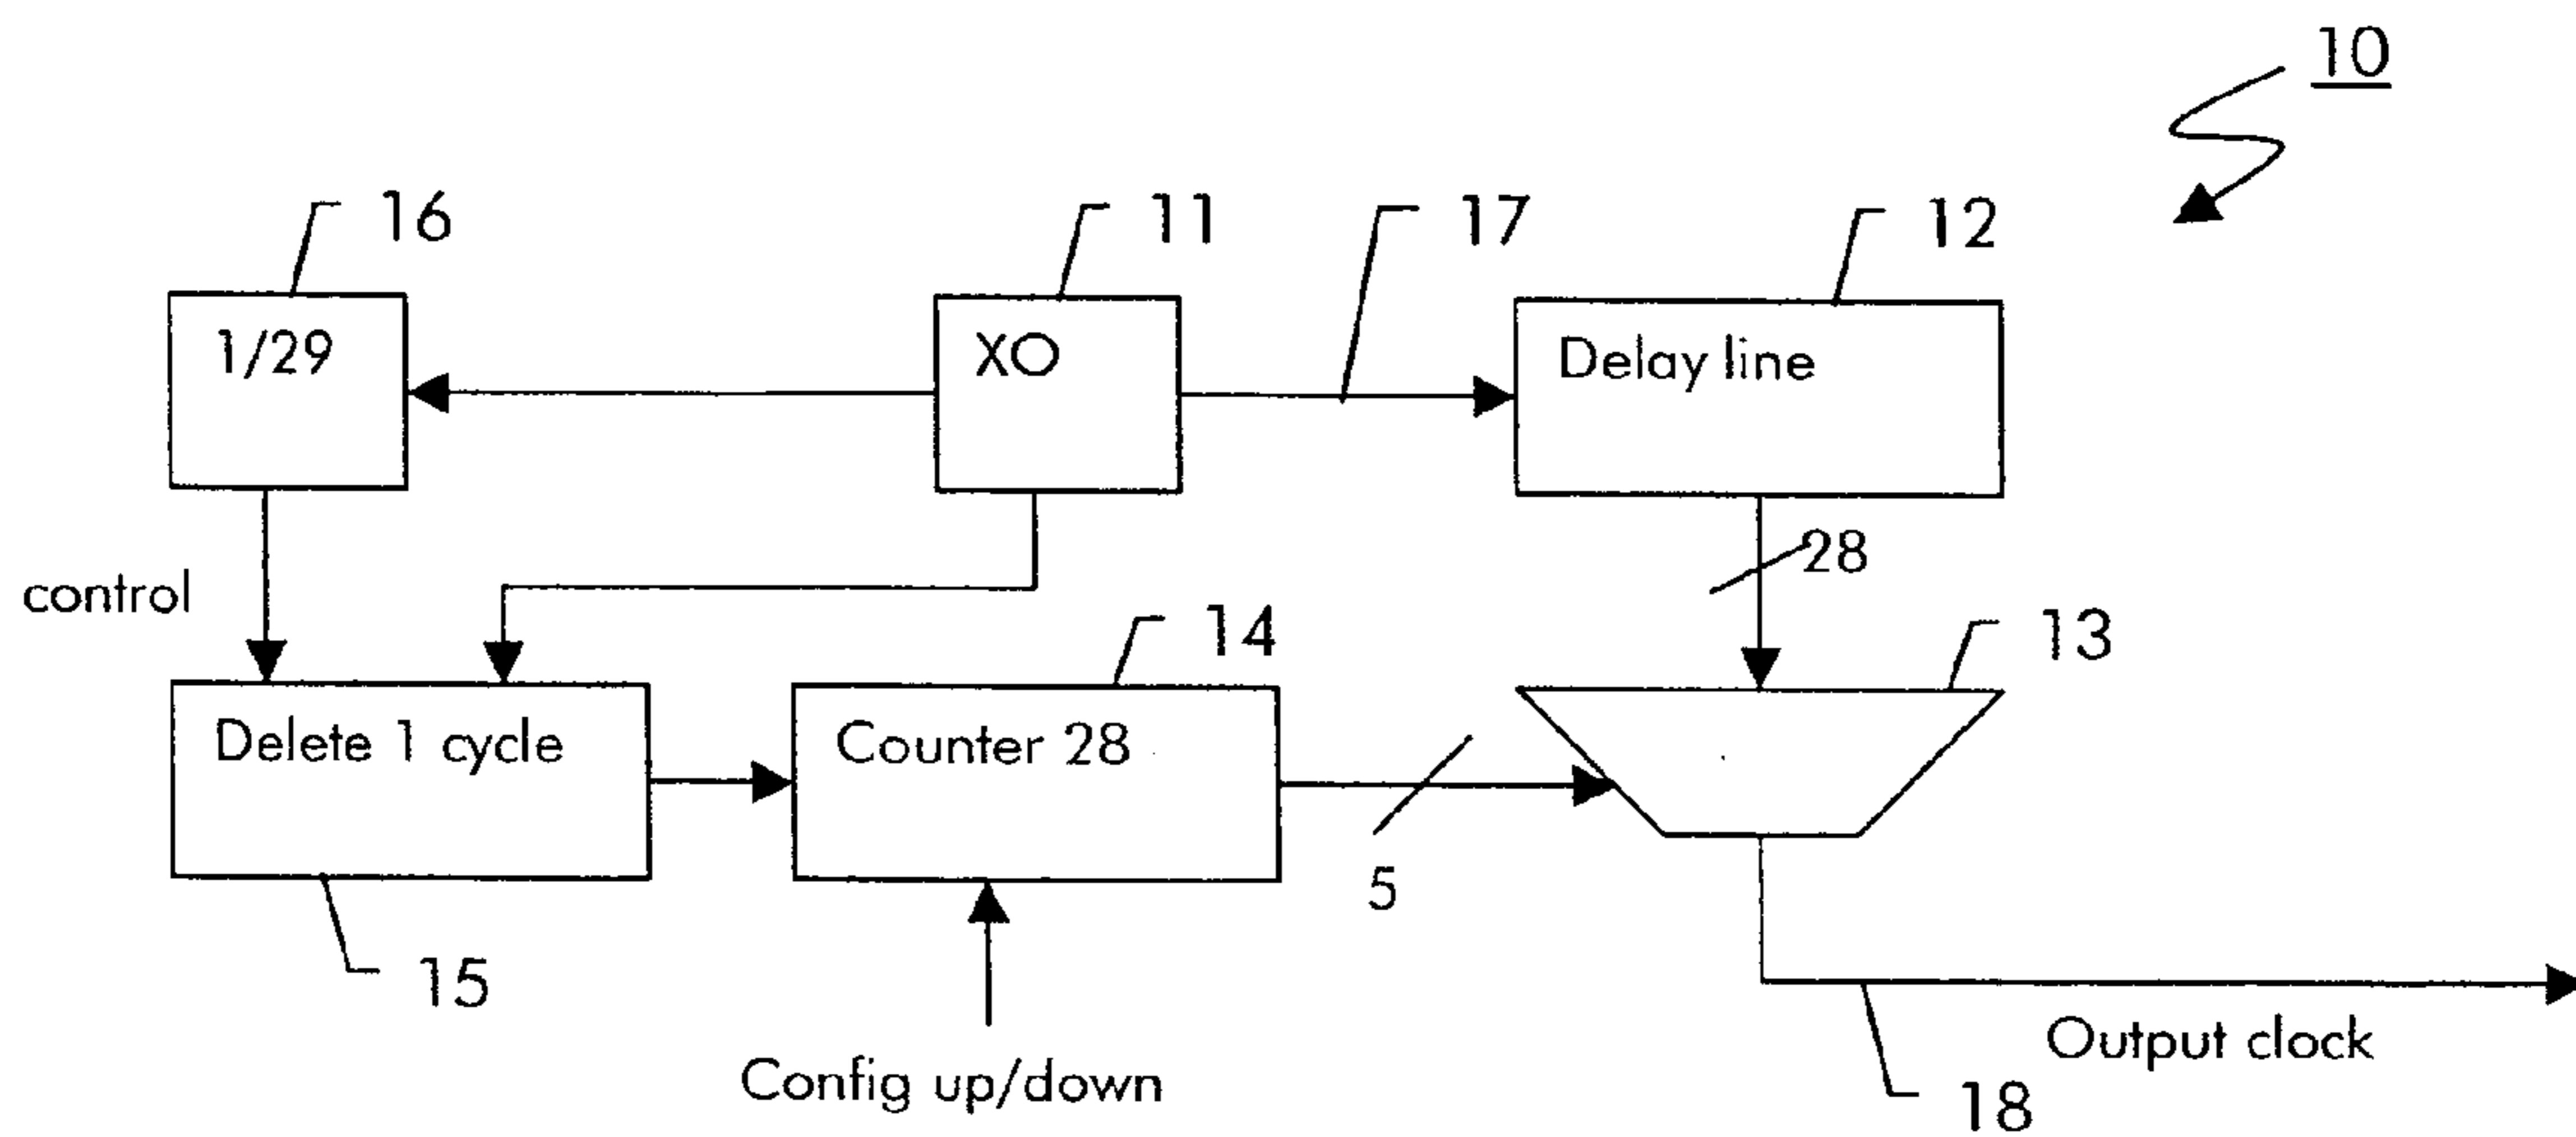 10
16
11
17
12
1/29
XO
Delay line
28
control
14
13
Delete 1 cycle
Counter 28
5
15
Output clock
Config up/down
18